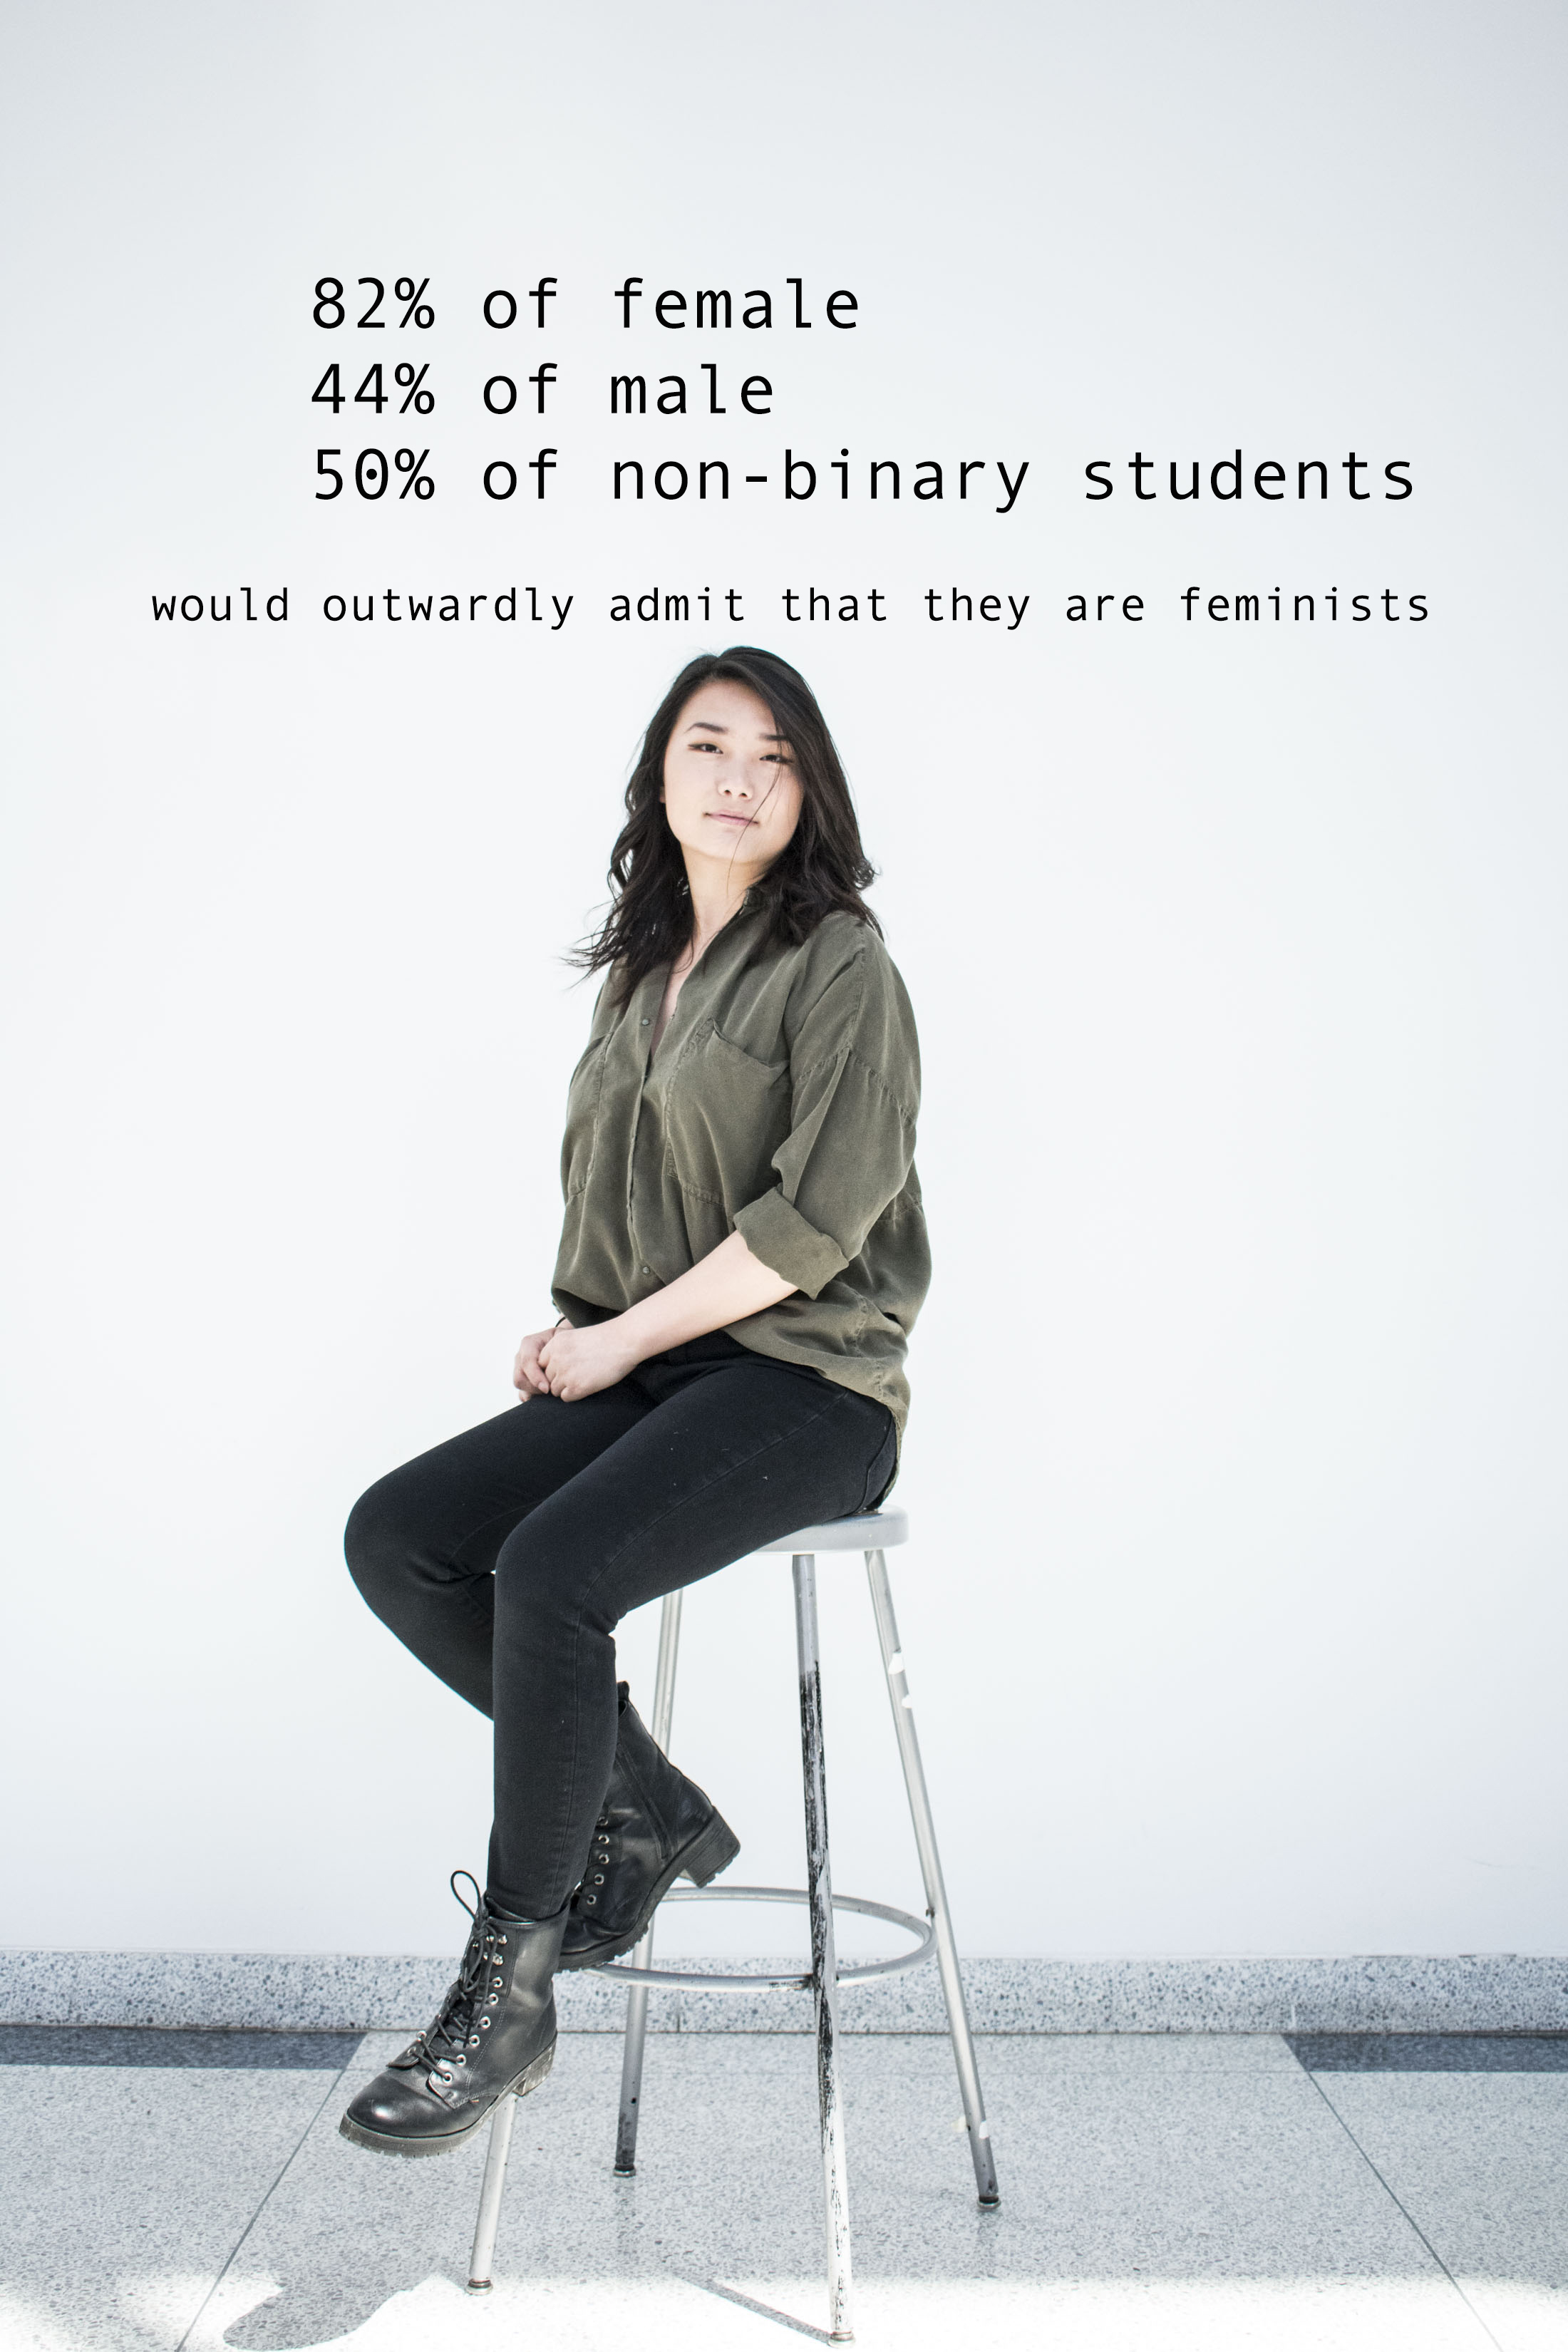 82% of female
44% of male
50% of non-binary students
would outwardly admit that they are feminists